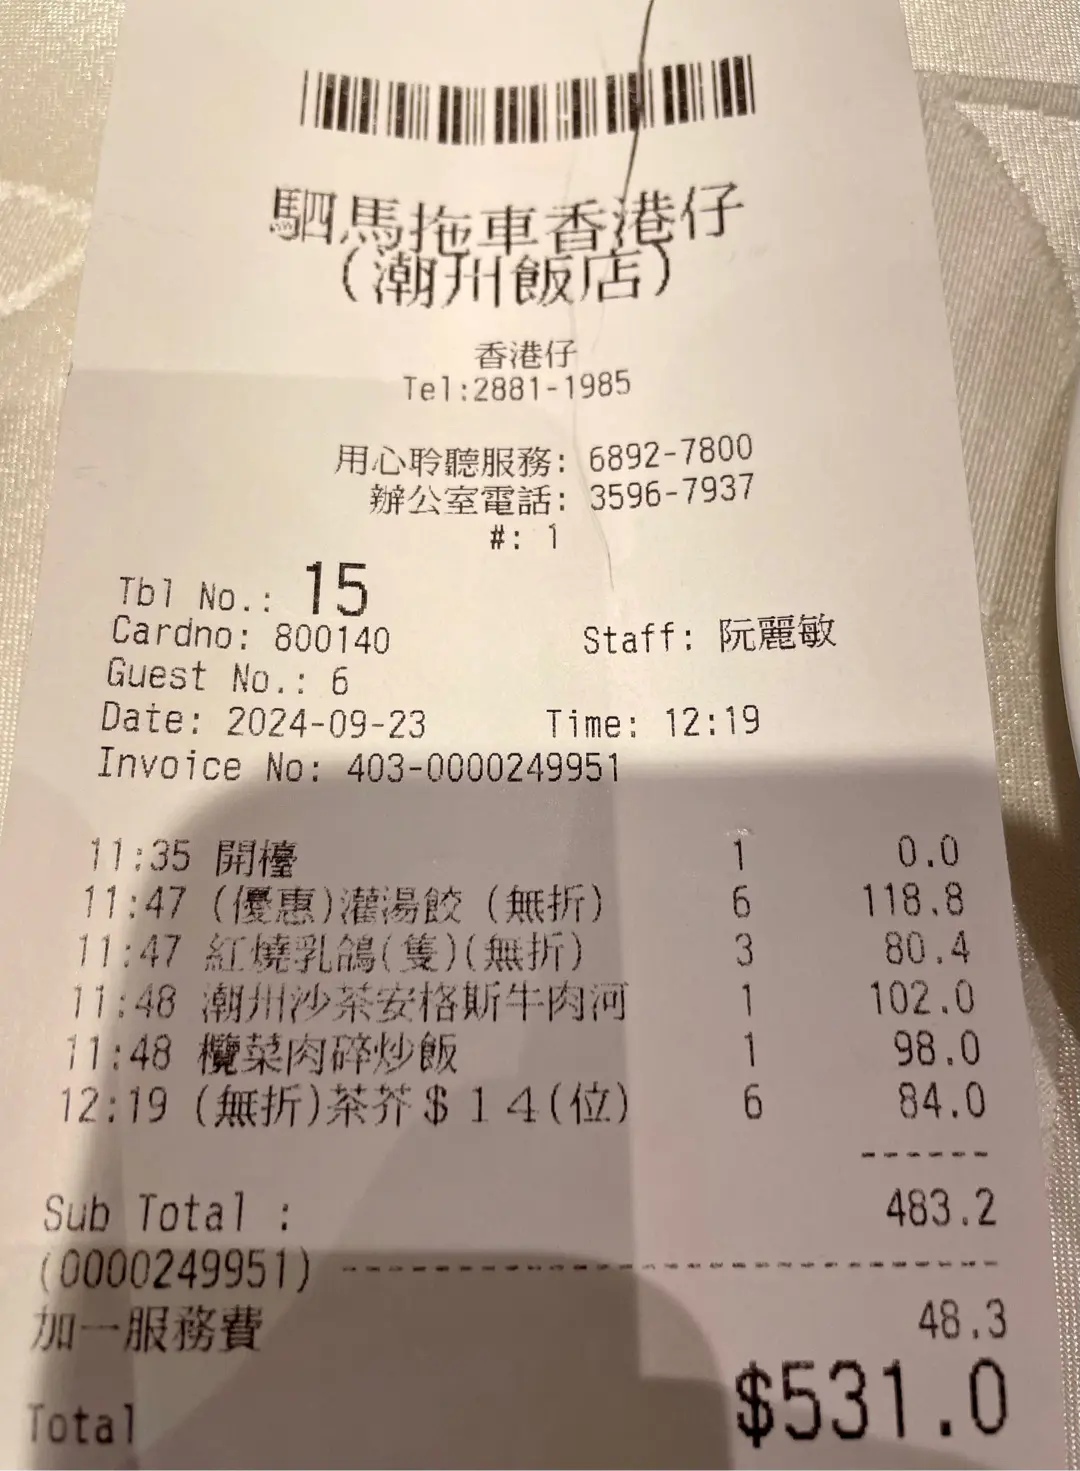 駟馬拖車香港仔
(潮州飯店)
香港仔
Tel:2881-1985
用心聆聽服務: 6892-7800
辦公室電話: 3596-7937
#: 1
Tbl No.: 15
Cardno: 800140 Staff: 阮麗敏
Guest No.: 6
Date: 2024-09-23 Time: 12:19
Invoice No: 403-0000249951
11:35 開檯 1 0.0
11:47 (優惠)灌湯餃 (無折) 6 118.8
11:47 紅燒乳鴿(隻)(無折) 3 80.4
11:48 潮州沙茶安格斯牛肉河 1 102.0
11:48 欖菜肉碎炒飯 1 98.0
12:19 (無折)茶芥$14(位) 6 84.0
------
Sub Total : 483.2
(0000249951) ------------------------------------
加一服務費 48.3
Total $531.0